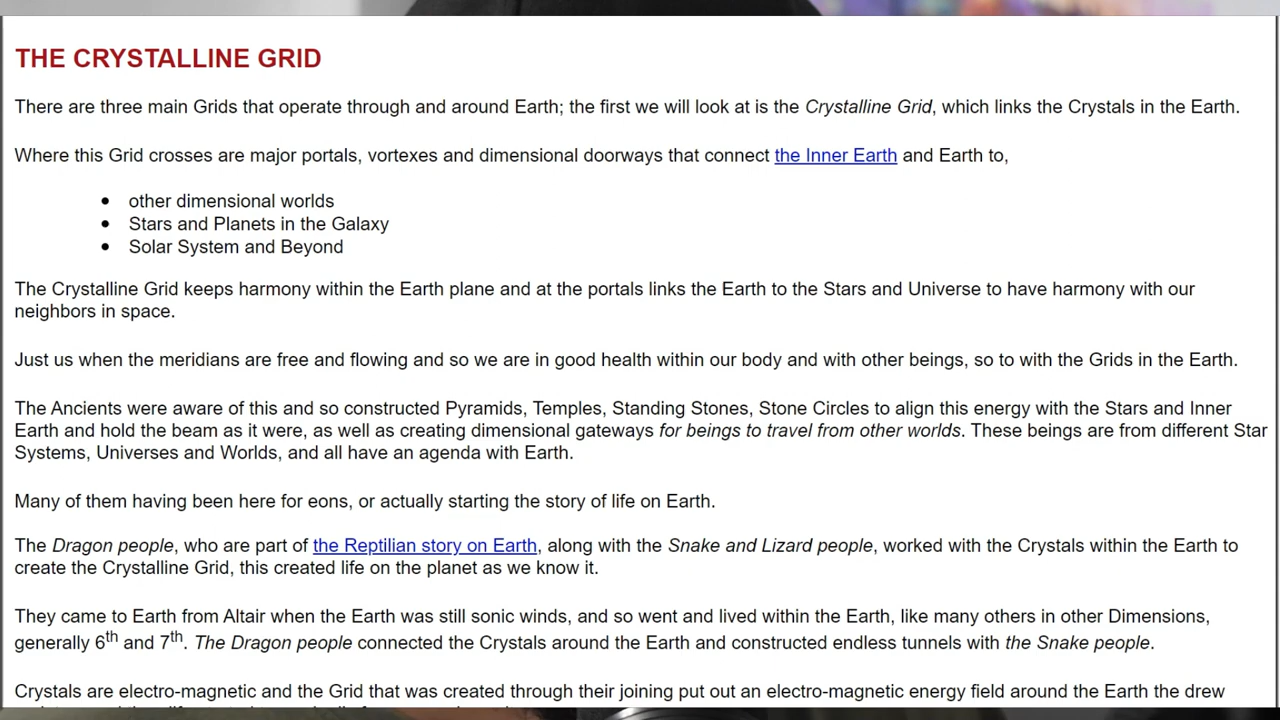 THE CRYSTALLINE GRID
There are three main Grids that operate through and around Earth; the first we will look at is the Crystalline Grid, which links the Crystals in the Earth.
Where this Grid crosses are major portals, vortexes and dimensional doorways that connect the Inner Earth and Earth to,
• other dimensional worlds
• Stars and Planets in the Galaxy
• Solar System and Beyond
The Crystalline Grid keeps harmony within the Earth plane and at the portals links the Earth to the Stars and Universe to have harmony with our
neighbors in space.
Just us when the meridians are free and flowing and so we are in good health within our body and with other beings, so to with the Grids in the Earth.
The Ancients were aware of this and so constructed Pyramids, Temples, Standing Stones, Stone Circles to align this energy with the Stars and Inner
Earth and hold the beam as it were, as well as creating dimensional gateways for beings to travel from other worlds. These beings are from different Star
Systems, Universes and Worlds, and all have an agenda with Earth.
Many of them having been here for eons, or actually starting the story of life on Earth.
The Dragon people, who are part of the Reptilian story on Earth, along with the Snake and Lizard people, worked with the Crystals within the Earth to
create the Crystalline Grid, this created life on the planet as we know it.
They came to Earth from Altair when the Earth was still sonic winds, and so went and lived within the Earth, like many others in other Dimensions,
generally 6th and 7th. The Dragon people connected the Crystals around the Earth and constructed endless tunnels with the Snake people.
Crystals are electro-magnetic and the Grid that was created through their joining put out an electro-magnetic energy field around the Earth the drew